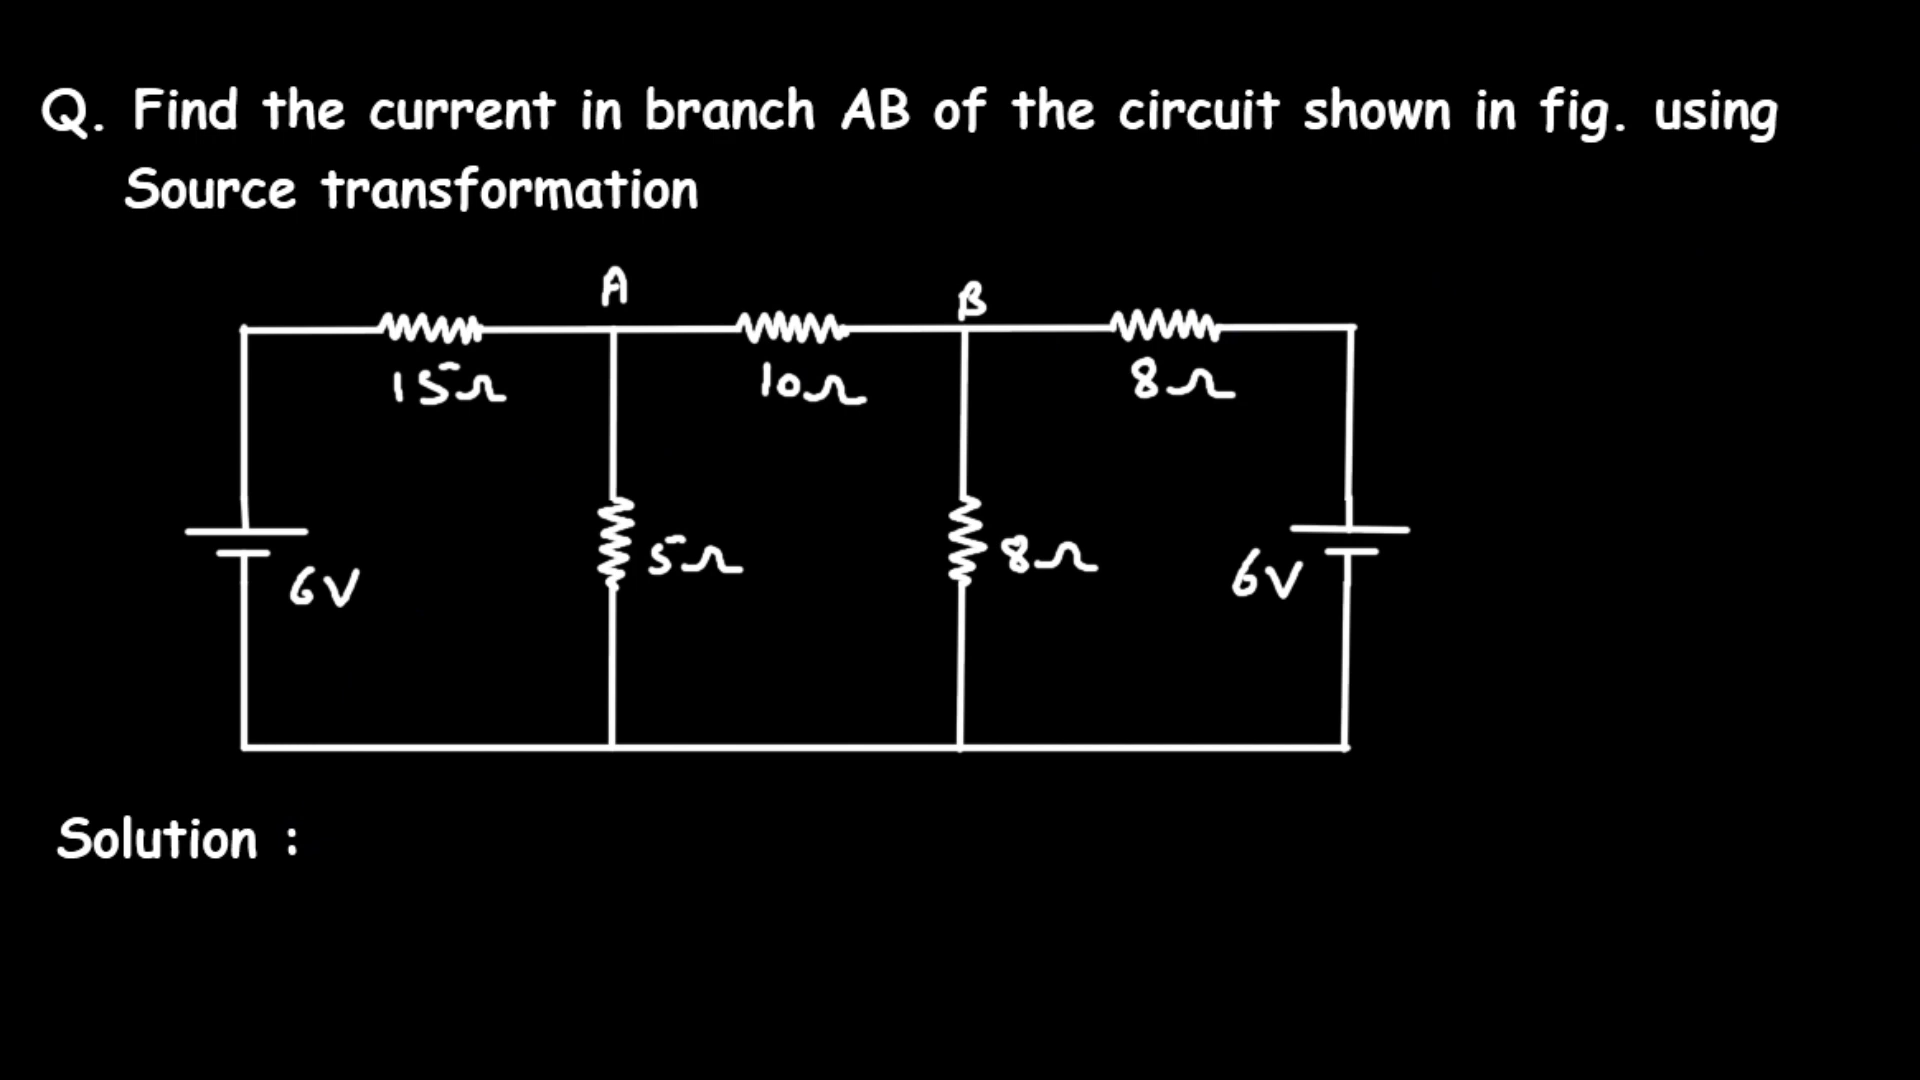 Q. Find the current in branch AB of the circuit shown in fig. using
Source transformation
A
B
15Ω
10Ω
8Ω
5Ω
8Ω
6V
6V
Solution :